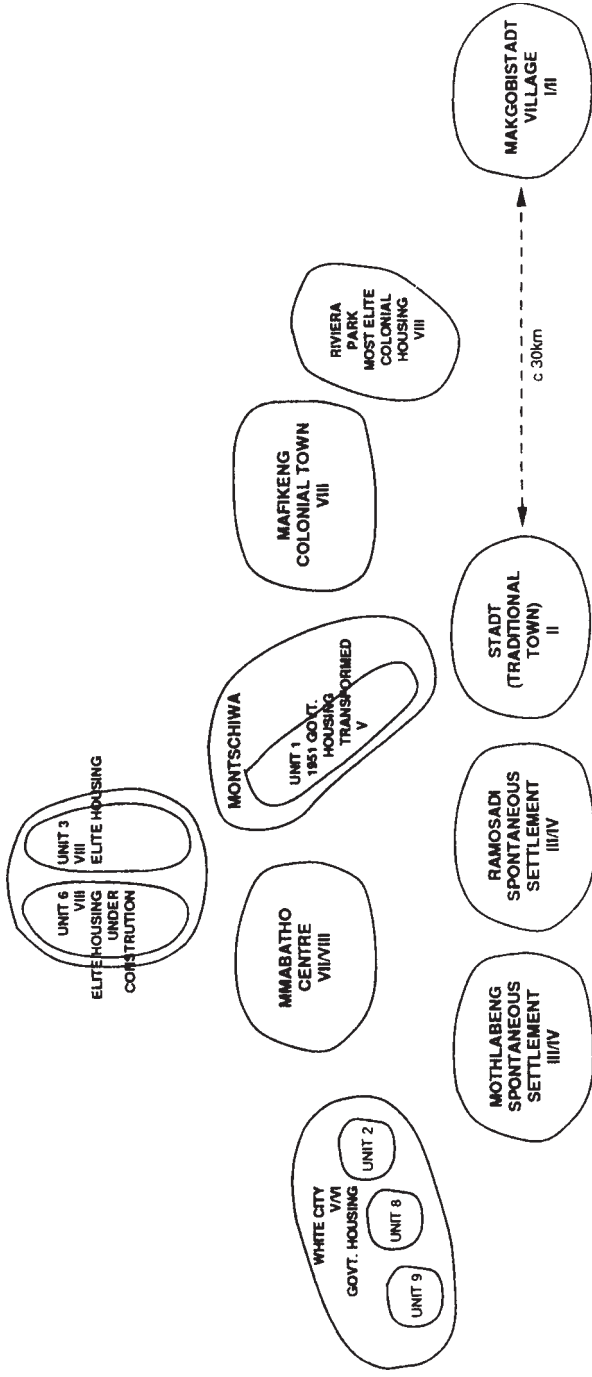 UNIT 6
VIII
ELITE HOUSING
UNDER
CONSTRUTION
UNIT 3
VIII
ELITE HOUSING
WHITE CITY
V/VI
GOVT. HOUSING
UNIT 9
UNIT 8
UNIT 2
MMABATHO
CENTRE
VII/VIII
MONTSCHIWA
UNIT 1
1951 GOVT.
HOUSING
TRANSFORMED
V
MAFIKENG
COLONIAL TOWN
VIII
RIVIERA
PARK
MOST ELITE
COLONIAL
HOUSING
VIII
MOTHLABENG
SPONTANEOUS
SETTLEMENT
III/IV
RAMOSADI
SPONTANEOUS
SETTLEMENT
III/IV
STADT
(TRADITIONAL
TOWN)
II
c 30km
MAKGOBISTADT
VILLAGE
I/II